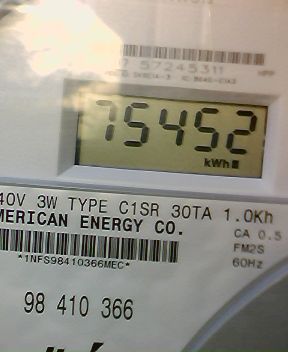 57245311
75452
kWh
40V 3W TYPE C1SR 30TA 1.0Kh
MERICAN ENERGY CO.
CA 0.5
FM2S
*1NFS98410366MEC*
60Hz
98 410 366